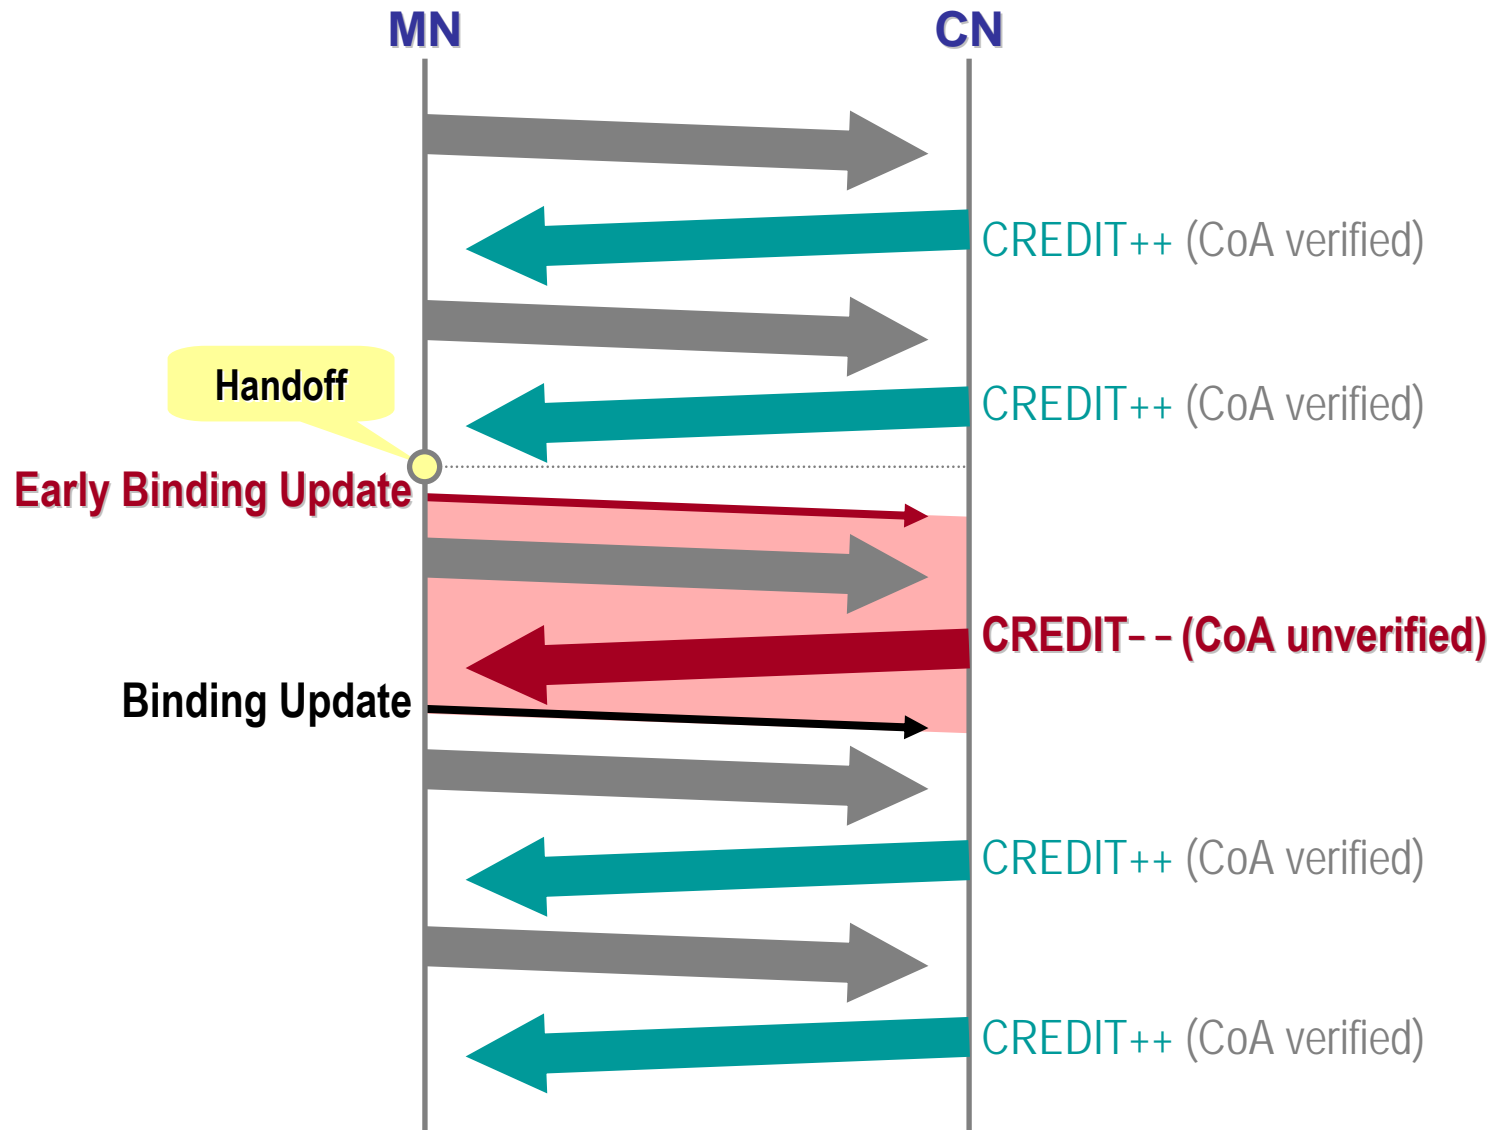 MN CN
CREDIT++ (CoA verified)
CREDIT++ (CoA verified)
Handoff
Early Binding Update
CREDIT– – (CoA unverified)
Binding Update
CREDIT++ (CoA verified)
CREDIT++ (CoA verified)